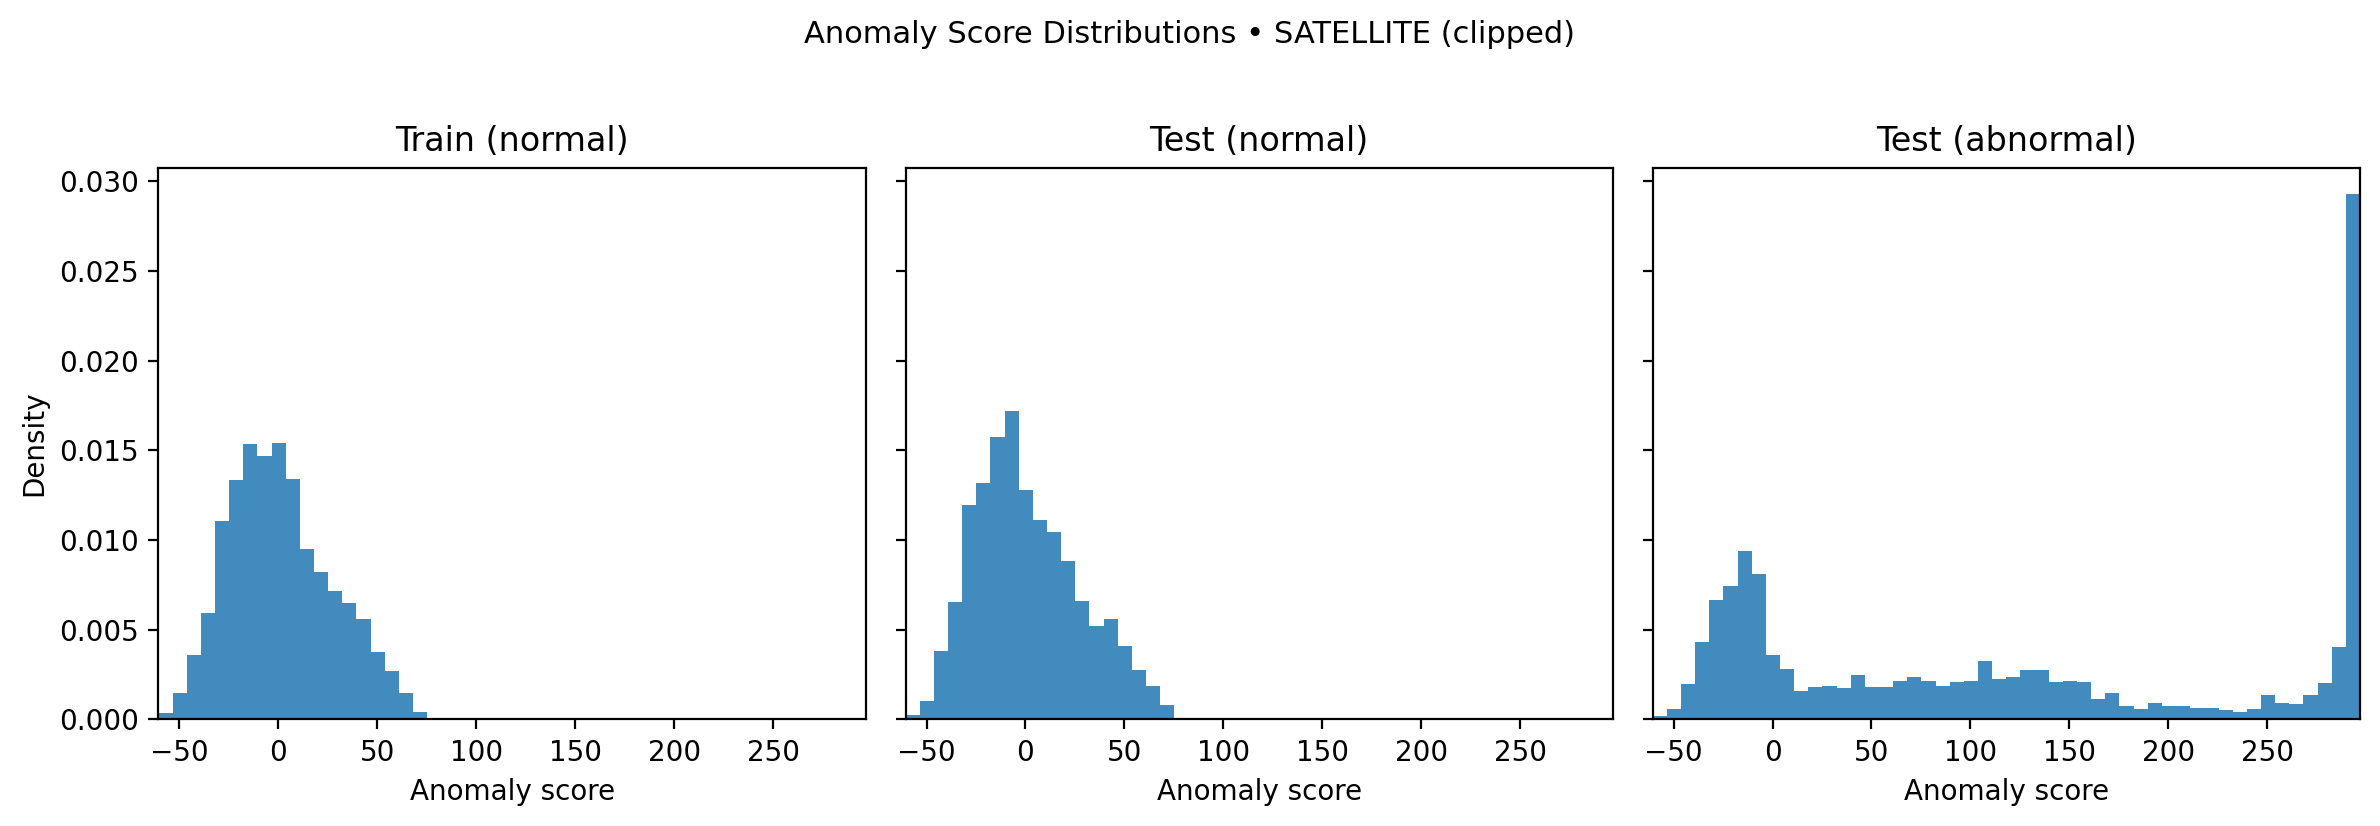 Anomaly Score Distributions • SATELLITE (clipped)
Train (normal)
Test (normal)
Test (abnormal)
Density
0.030
0.025
0.020
0.015
0.010
0.005
0.000
−50 0 50 100 150 200 250
−50 0 50 100 150 200 250
−50 0 50 100 150 200 250
Anomaly score
Anomaly score
Anomaly score